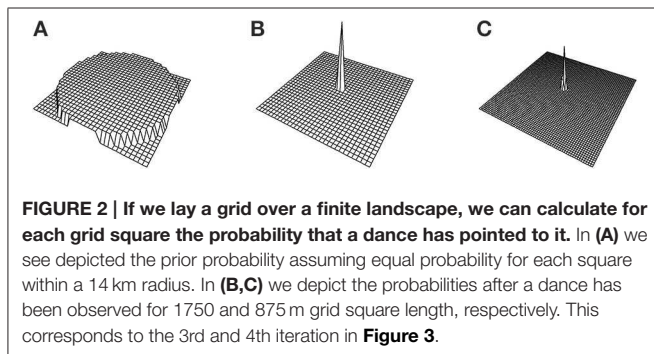 A B C
FIGURE 2 | If we lay a grid over a finite landscape, we can calculate for
each grid square the probability that a dance has pointed to it. In (A) we
see depicted the prior probability assuming equal probability for each square
within a 14 km radius. In (B,C) we depict the probabilities after a dance has
been observed for 1750 and 875 m grid square length, respectively. This
corresponds to the 3rd and 4th iteration in Figure 3.